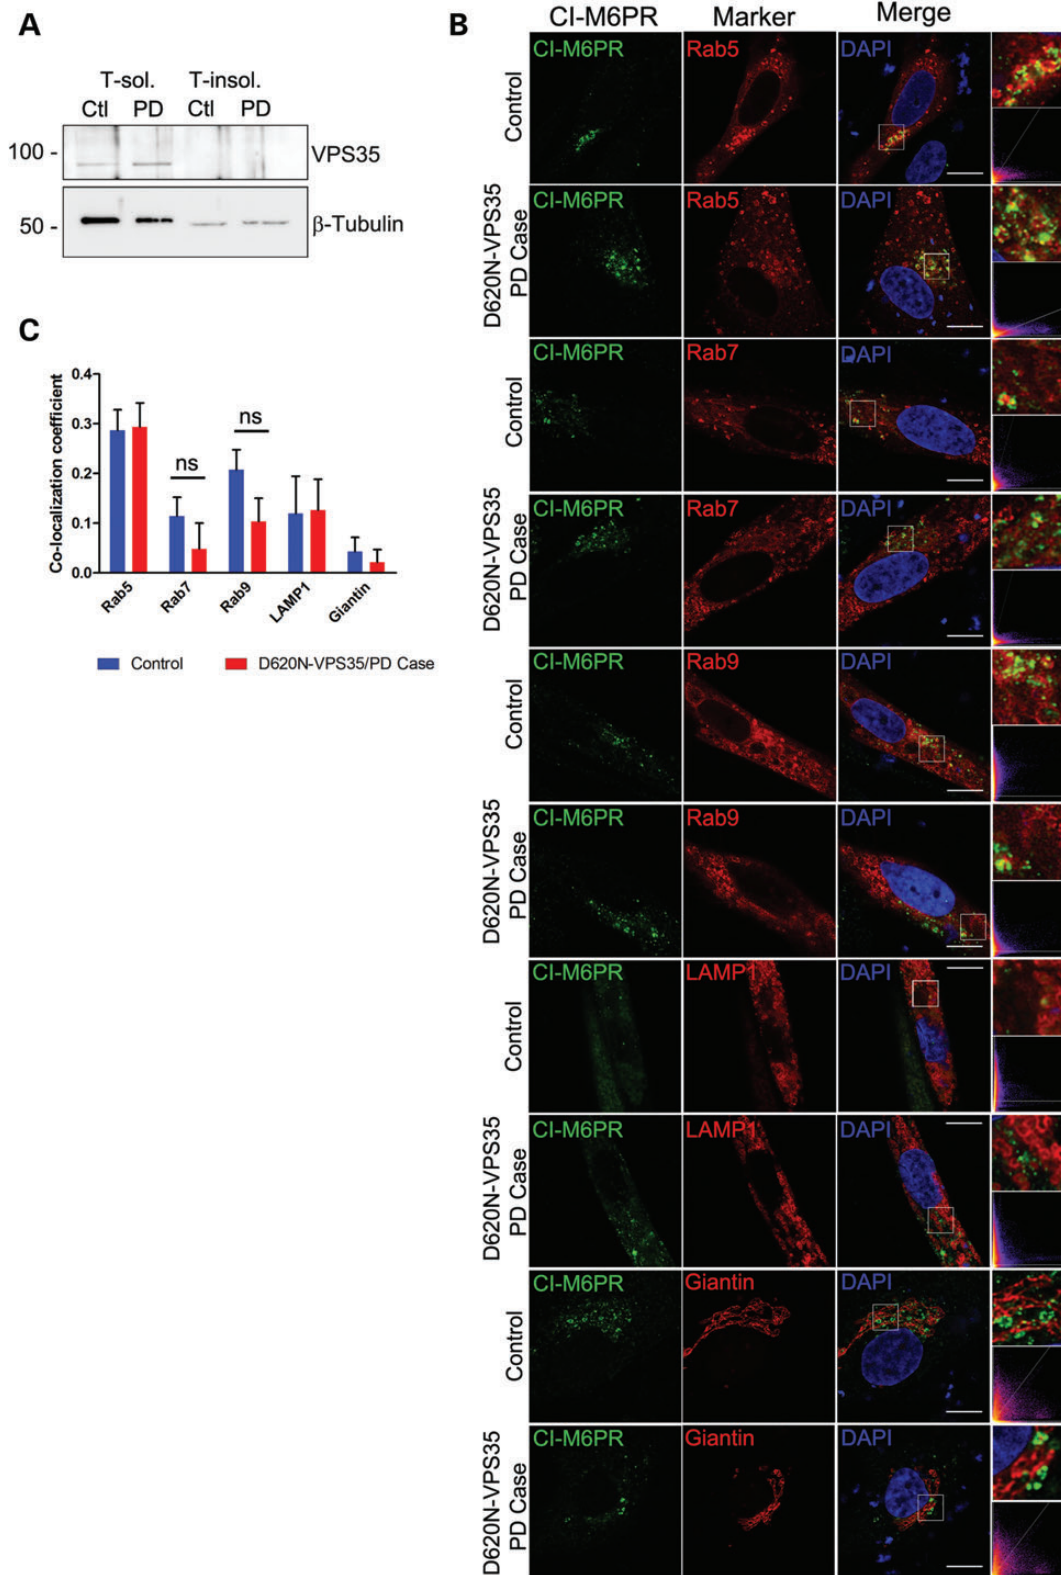 A
T-sol. T-insol.
Ctl PD Ctl PD
100 - VPS35
50 - β-Tubulin
C
Co-localization coefficient
0.4
0.3
0.2
0.1
0.0
ns
ns
Rab5 Rab7 Rab9 LAMP1 Giantin
Control D620N-VPS35/PD Case
B
CI-M6PR Marker Merge
Control
CI-M6PR Rab5 DAPI
D620N-VPS35
PD Case
CI-M6PR Rab5 DAPI
Control
CI-M6PR Rab7 DAPI
D620N-VPS35
PD Case
CI-M6PR Rab7 DAPI
Control
CI-M6PR Rab9 DAPI
D620N-VPS35
PD Case
CI-M6PR Rab9 DAPI
Control
CI-M6PR LAMP1 DAPI
D620N-VPS35
PD Case
CI-M6PR LAMP1 DAPI
Control
CI-M6PR Giantin DAPI
D620N-VPS35
PD Case
CI-M6PR Giantin DAPI